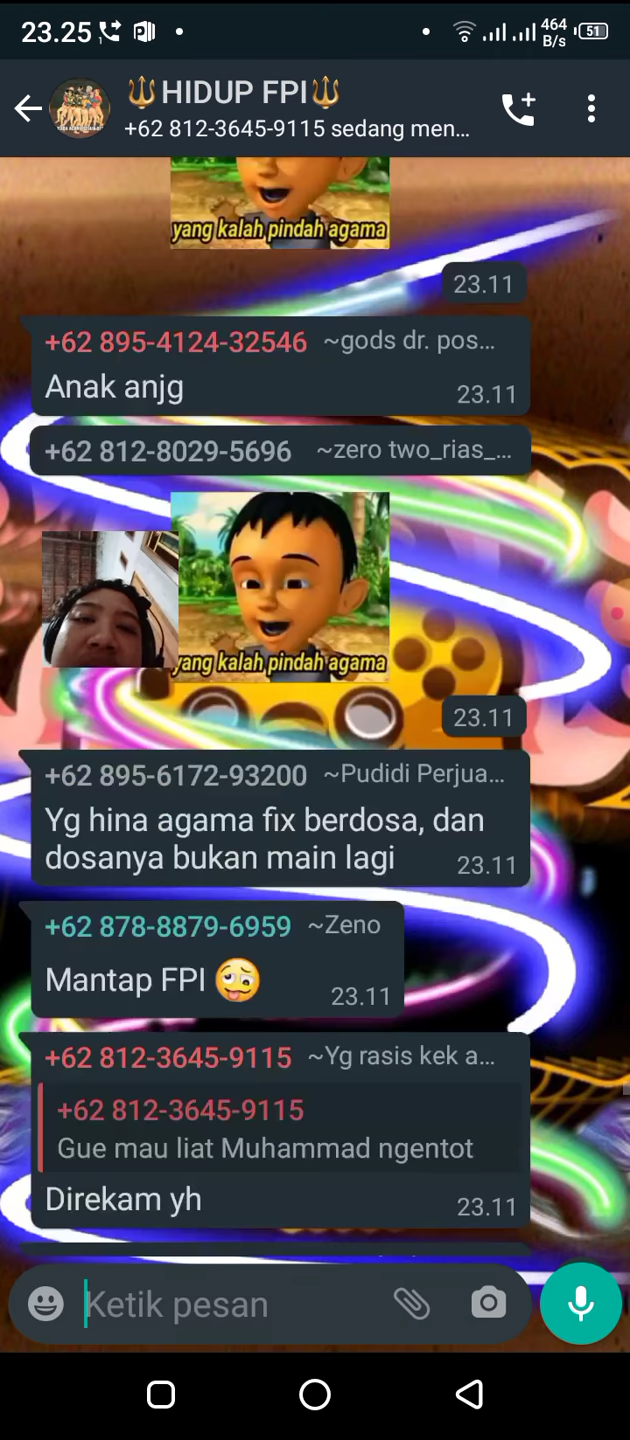 23.25
464
B/s
51
🔱HIDUP FPI🔱
+62 812-3645-9115 sedang men...
yang kalah pindah agama
23.11
+62 895-4124-32546 ~gods dr. pos...
Anak anjg 23.11
+62 812-8029-5696 ~zero two_rias_...
yang kalah pindah agama
23.11
+62 895-6172-93200 ~Pudidi Perjua...
Yg hina agama fix berdosa, dan
dosanya bukan main lagi 23.11
+62 878-8879-6959 ~Zeno
Mantap FPI 🥴 23.11
+62 812-3645-9115 ~Yg rasis kek a...
+62 812-3645-9115
Gue mau liat Muhammad ngentot
Direkam yh 23.11
Ketik pesan